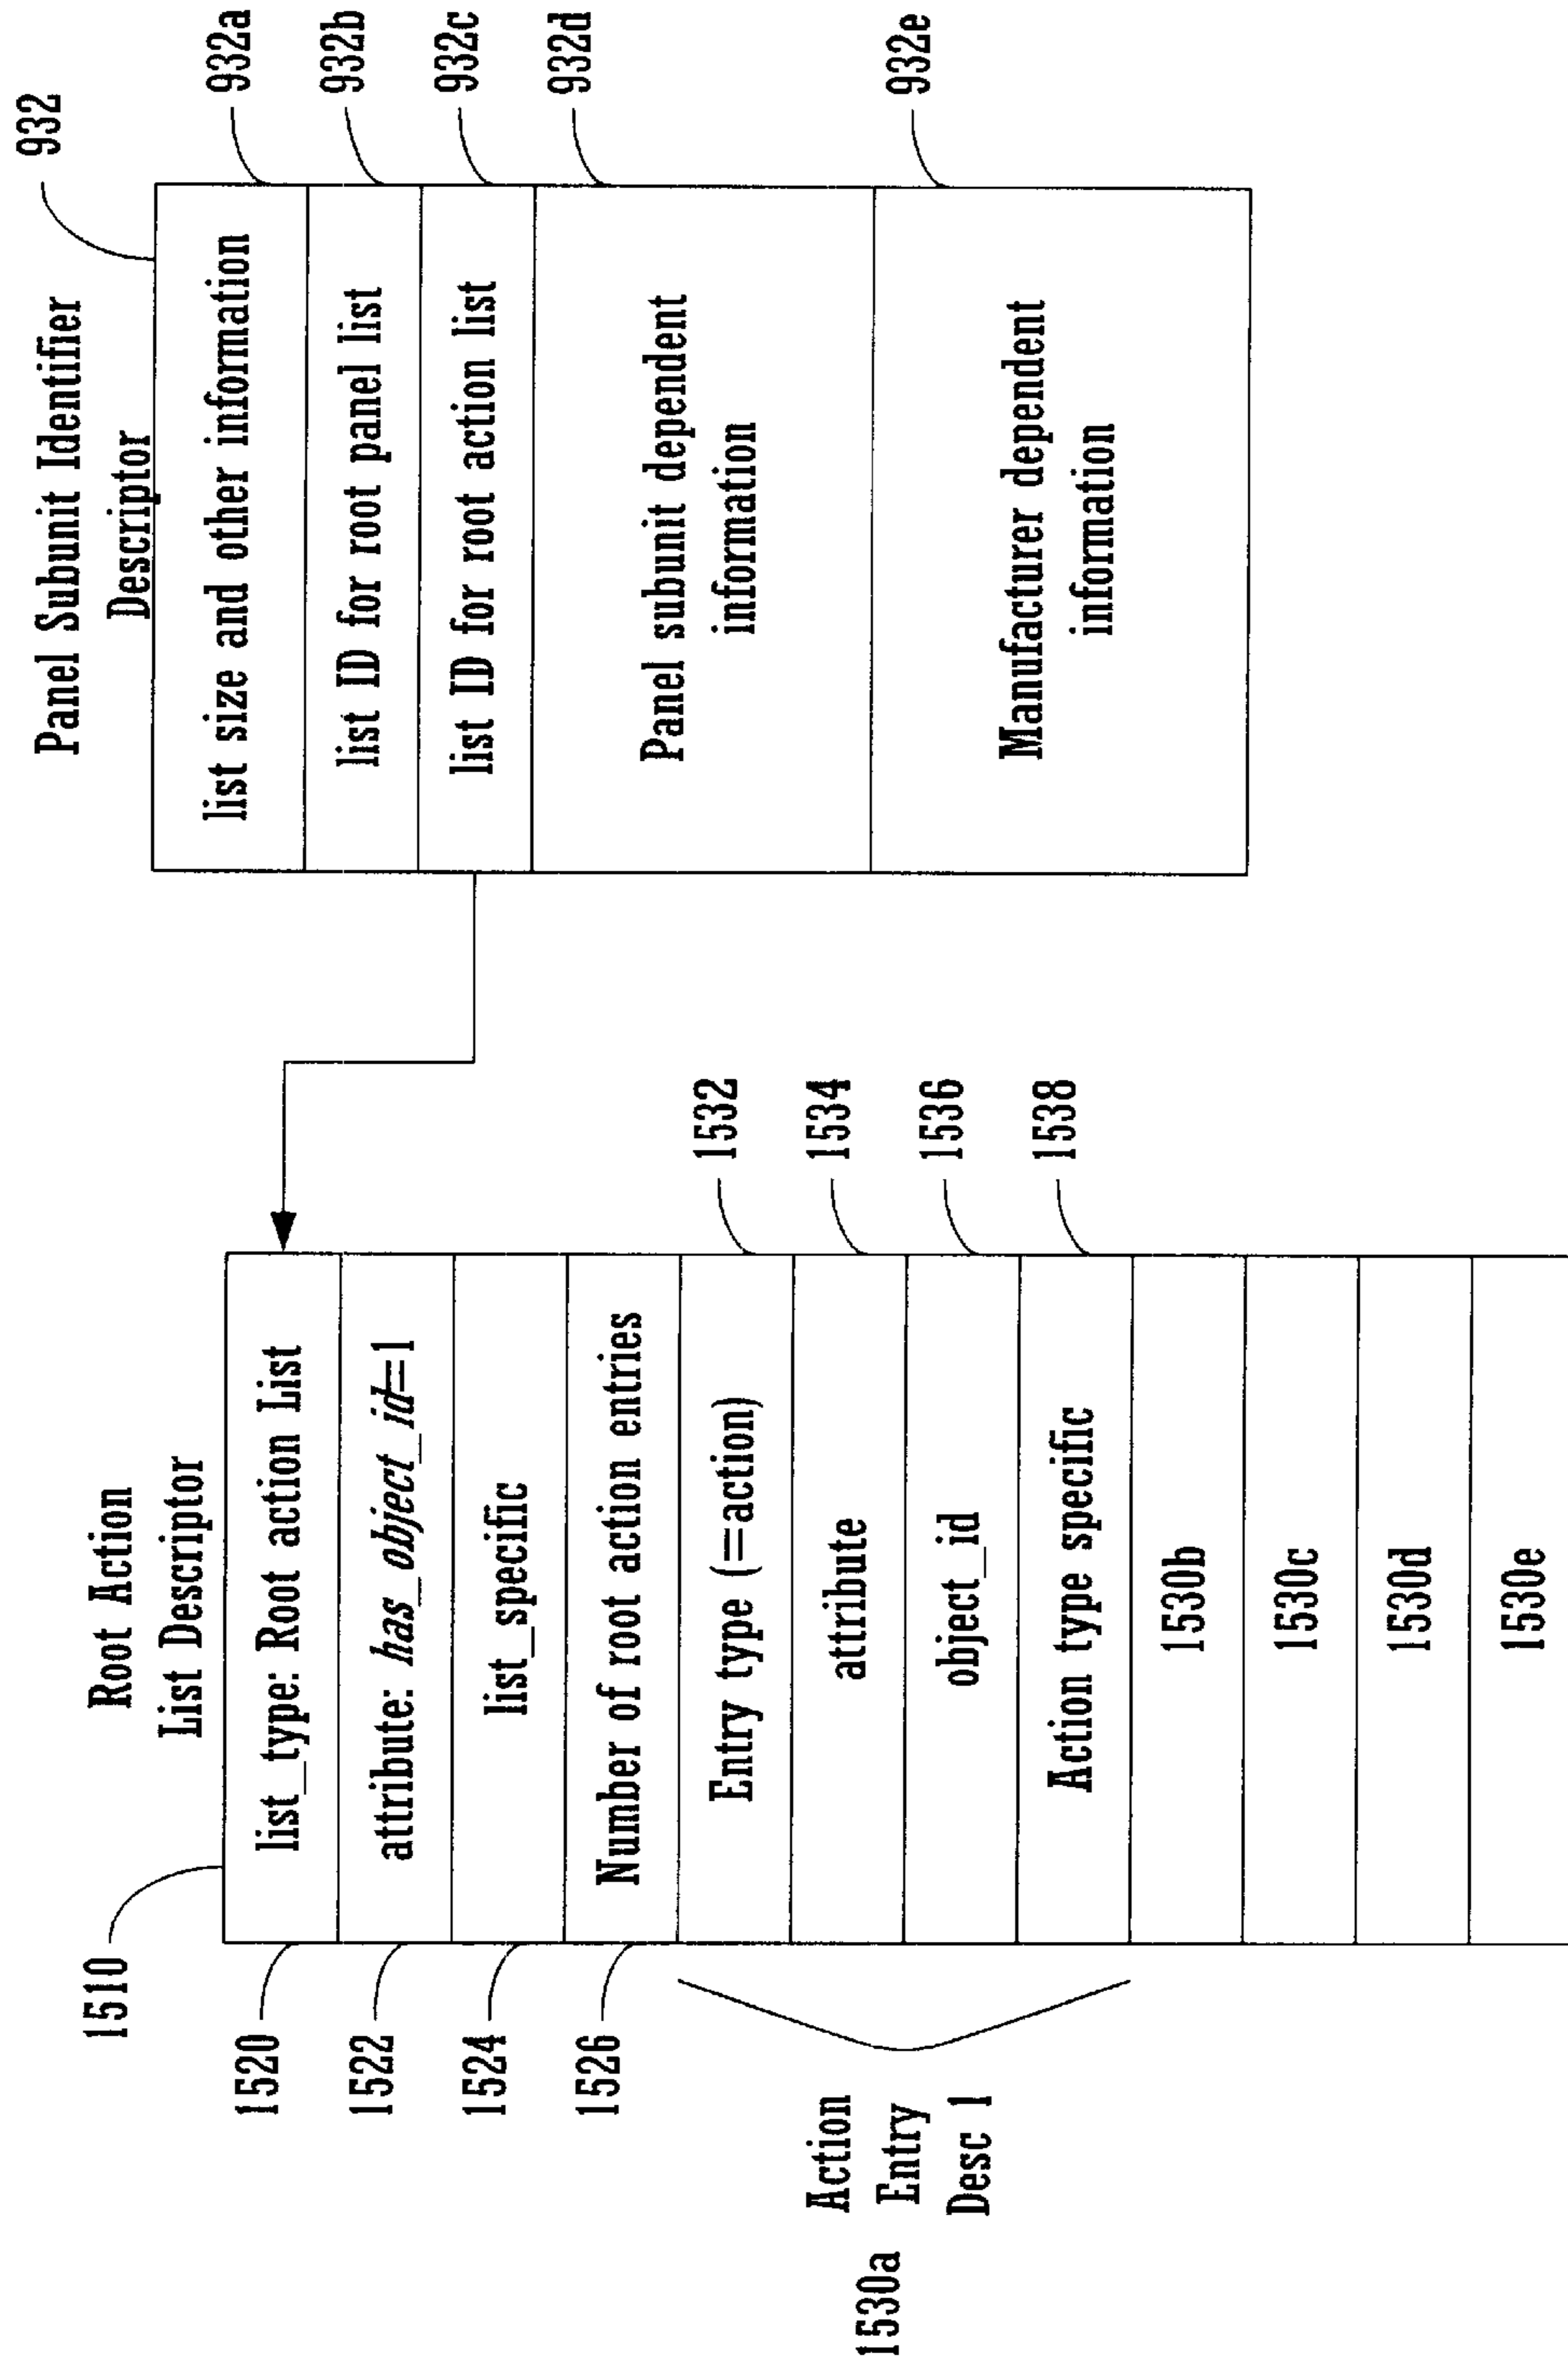 Panel Subunit Identifier
Descriptor
932
list size and other information
932a
list ID for root panel list
932b
list ID for root action list
932c
Panel subunit dependent
information
932d
Manufacturer dependent
information
932e
Root Action
List Descriptor
1510
list_type: Root action List
1520
attribute: has_object_id=1
1522
list_specific
1524
Number of root action entries
1526
Entry type (=action)
1532
attribute
1534
object_id
1536
Action type specific
1538
1530b
1530c
1530d
1530e
Action
Entry
Desc 1
1530a